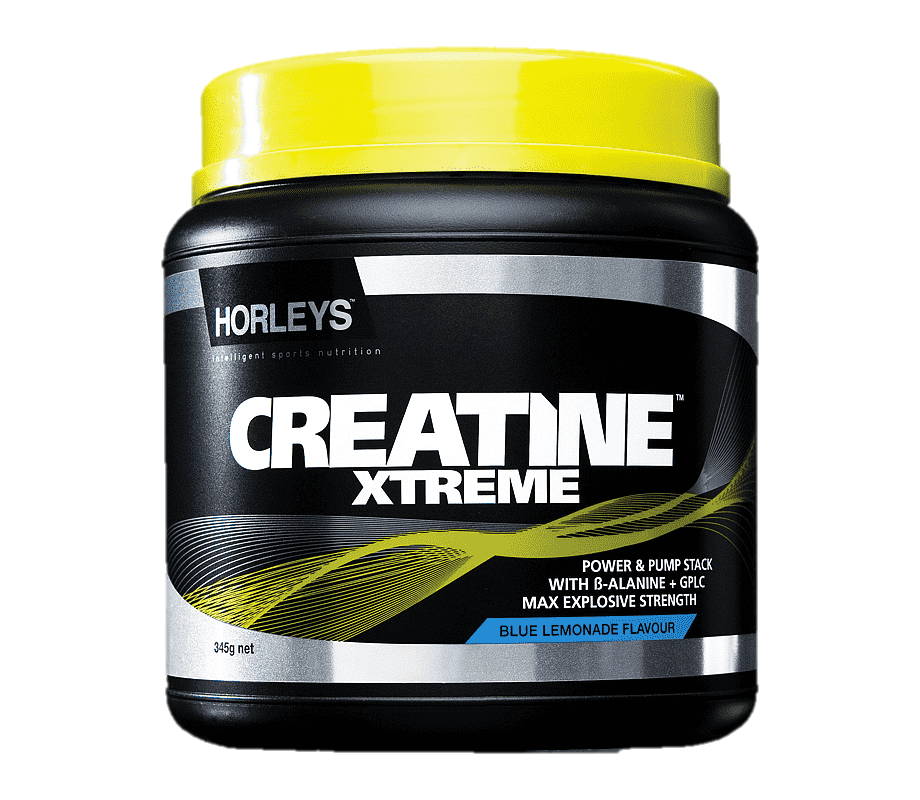 HORLEYS™
intelligent sports nutrition
CREATINE™
XTREME
POWER & PUMP STACK
WITH ß-ALANINE + GPLC
MAX EXPLOSIVE STRENGTH
BLUE LEMONADE FLAVOUR
345g net